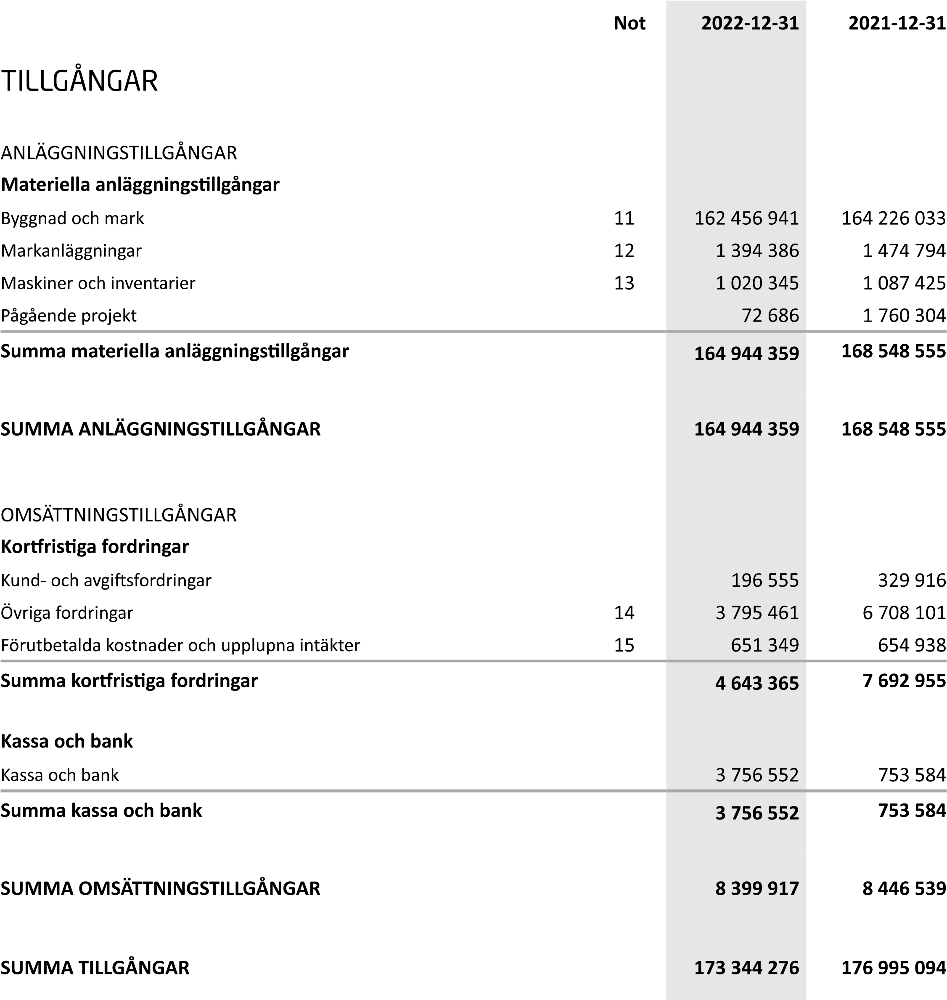 Not 2022-12-31 2021-12-31
TILLGÅNGAR
ANLÄGGNINGSTILLGÅNGAR
Materiella anläggningstillgångar
Byggnad och mark 11 162 456 941 164 226 033
Markanläggningar 12 1 394 386 1 474 794
Maskiner och inventarier 13 1 020 345 1 087 425
Pågående projekt 72 686 1 760 304
Summa materiella anläggningstillgångar 164 944 359 168 548 555
SUMMA ANLÄGGNINGSTILLGÅNGAR 164 944 359 168 548 555
OMSÄTTNINGSTILLGÅNGAR
Kortfristiga fordringar
Kund- och avgiftsfordringar 196 555 329 916
Övriga fordringar 14 3 795 461 6 708 101
Förutbetalda kostnader och upplupna intäkter 15 651 349 654 938
Summa kortfristiga fordringar 4 643 365 7 692 955
Kassa och bank
Kassa och bank 3 756 552 753 584
Summa kassa och bank 3 756 552 753 584
SUMMA OMSÄTTNINGSTILLGÅNGAR 8 399 917 8 446 539
SUMMA TILLGÅNGAR 173 344 276 176 995 094